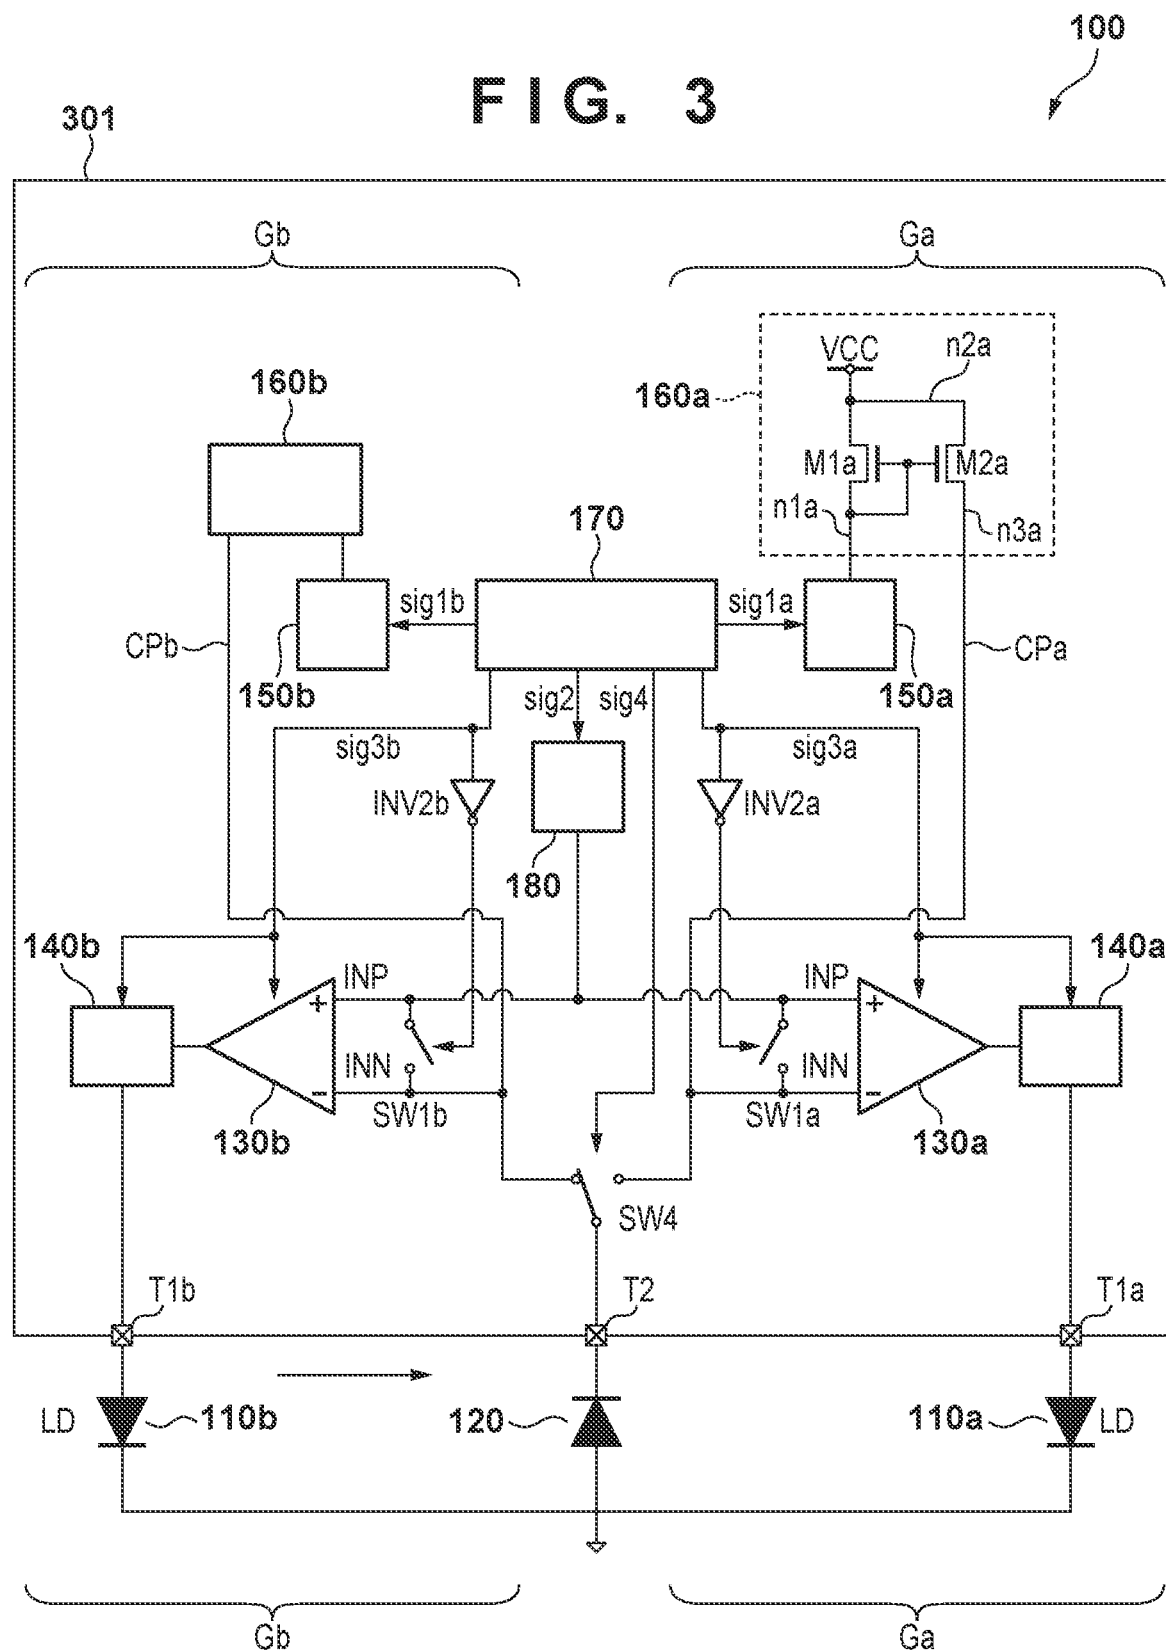 100
FIG. 3
301
Gb
Ga
VCC
n2a
160b
160a
M1a
M2a
n1a
n3a
170
sig1b
sig1a
CPb
CPa
150b
150a
sig2
sig4
sig3b
sig3a
INV2b
INV2a
180
140b
140a
INP
INP
+
+
INN
INN
−
−
SW1b
SW1a
130b
130a
SW4
T1b
T2
T1a
LD
110b
120
110a
LD
Gb
Ga